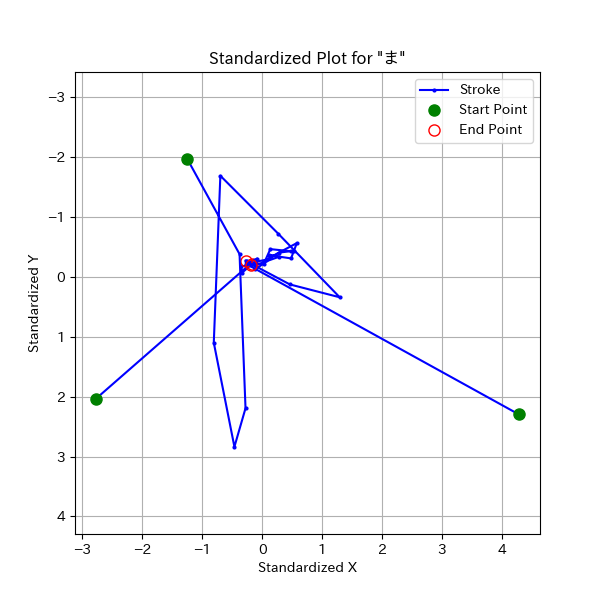 Standardized Plot for "ま"
Stroke
Start Point
End Point
−3
−2
−1
0
1
2
3
4
Standardized Y
−3 −2 −1 0 1 2 3 4
Standardized X